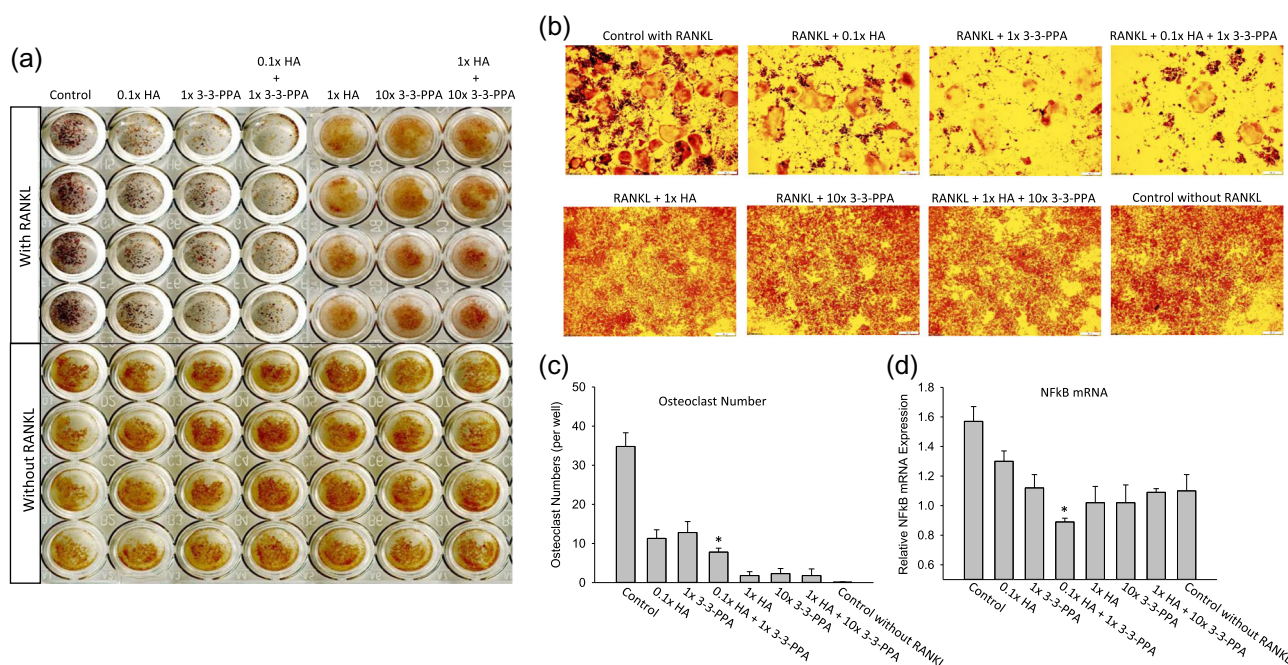 (a)
0.1x HA
+
1x 3-3-PPA
1x HA
+
10x 3-3-PPA
Control
0.1x HA
1x 3-3-PPA
1x HA
10x 3-3-PPA
With RANKL
Without RANKL
(b)
Control with RANKL
RANKL + 0.1x HA
RANKL + 1x 3-3-PPA
RANKL + 0.1x HA + 1x 3-3-PPA
RANKL + 1x HA
RANKL + 10x 3-3-PPA
RANKL + 1x HA + 10x 3-3-PPA
Control without RANKL
(c)
Osteoclast Number
Osteoclast Numbers (per well)
50
40
30
20
10
0
*
Control
0.1x HA
1x 3-3-PPA
0.1x HA + 1x 3-3-PPA
1x HA
10x 3-3-PPA
1x HA + 10x 3-3-PPA
Control without RANKL
(d)
NFkB mRNA
Relative NFkB mRNA Expression
1.8
1.6
1.4
1.2
1.0
0.8
0.6
*
Control
0.1x HA
1x 3-3-PPA
0.1x HA + 1x 3-3-PPA
1x HA
10x 3-3-PPA
1x HA + 10x 3-3-PPA
Control without RANKL